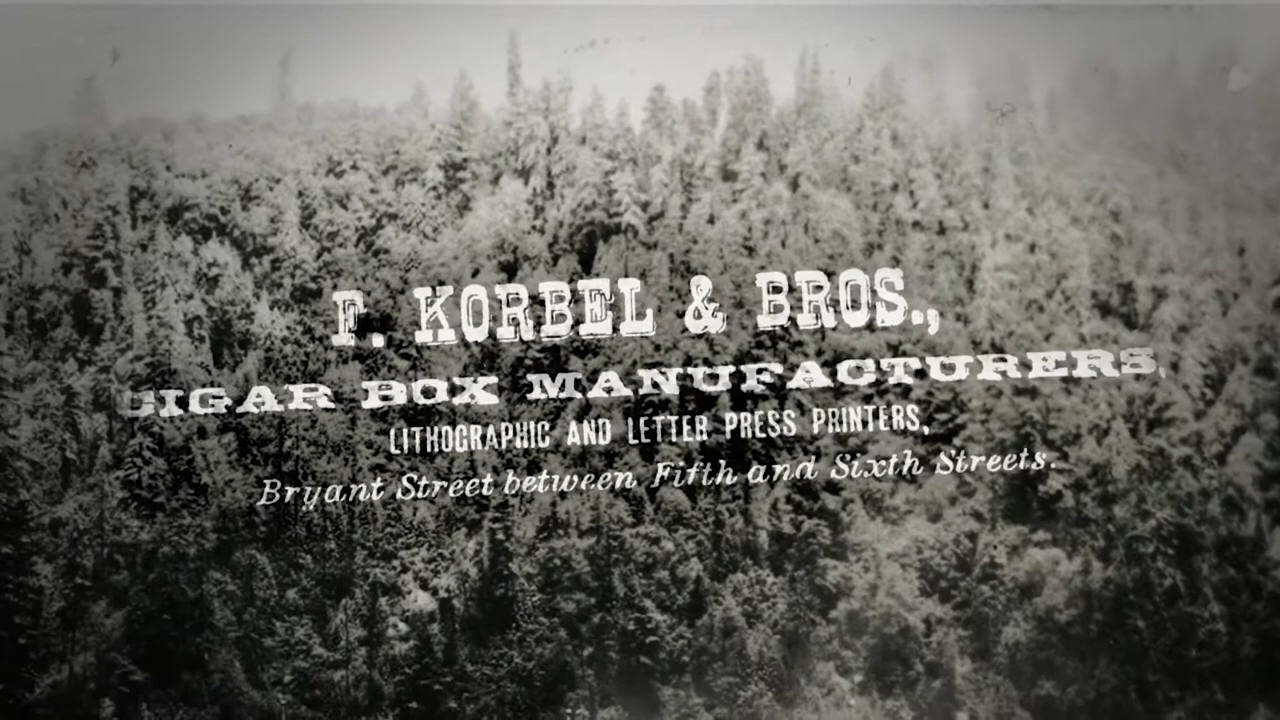 F. KORBEL & BROS.,
CIGAR BOX MANUFACTURERS,
LITHOGRAPHIC AND LETTER PRESS PRINTERS,
Bryant Street between Fifth and Sixth Streets.